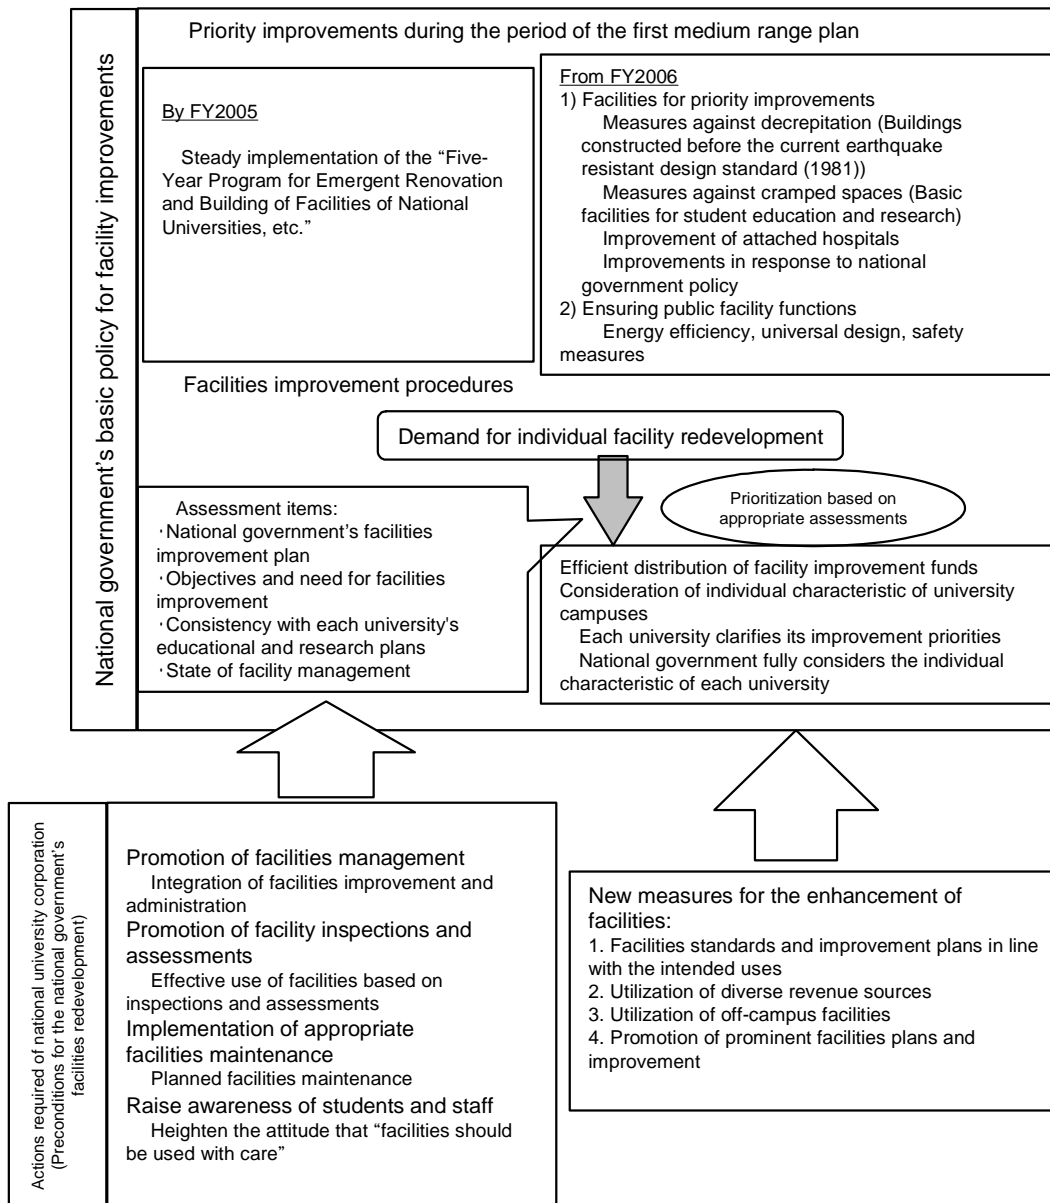 National government's basic policy for facility improvements
Priority improvements during the period of the first medium range plan
By FY2005
Steady implementation of the “Five-
Year Program for Emergent Renovation
and Building of Facilities of National
Universities, etc.”
From FY2006
1) Facilities for priority improvements
Measures against decrepitation (Buildings
constructed before the current earthquake
resistant design standard (1981))
Measures against cramped spaces (Basic
facilities for student education and research)
Improvement of attached hospitals
Improvements in response to national
government policy
2) Ensuring public facility functions
Energy efficiency, universal design, safety
measures
Facilities improvement procedures
Demand for individual facility redevelopment
Prioritization based on
appropriate assessments
Assessment items:
·National government’s facilities
improvement plan
·Objectives and need for facilities
improvement
·Consistency with each university's
educational and research plans
·State of facility management
Efficient distribution of facility improvement funds
Consideration of individual characteristic of university
campuses
Each university clarifies its improvement priorities
National government fully considers the individual
characteristic of each university
Actions required of national university corporation
(Preconditions for the national government’s
facilities redevelopment)
Promotion of facilities management
Integration of facilities improvement and
administration
Promotion of facility inspections and
assessments
Effective use of facilities based on
inspections and assessments
Implementation of appropriate
facilities maintenance
Planned facilities maintenance
Raise awareness of students and staff
Heighten the attitude that “facilities should
be used with care”
New measures for the enhancement of
facilities:
1. Facilities standards and improvement plans in line
with the intended uses
2. Utilization of diverse revenue sources
3. Utilization of off-campus facilities
4. Promotion of prominent facilities plans and
improvement